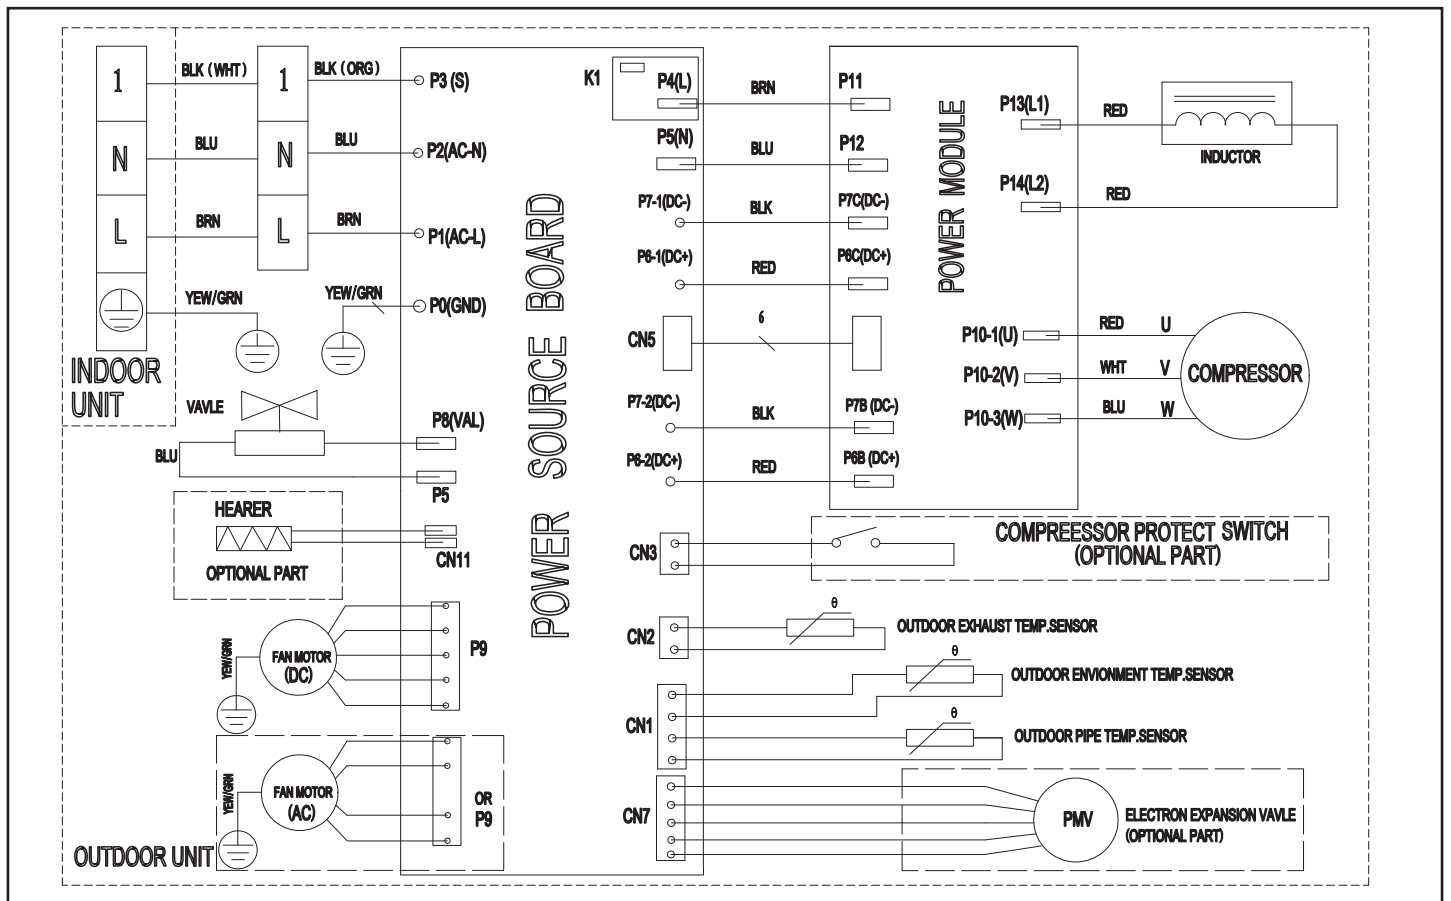 1
N
L
INDOOR
UNIT
BLK ( WHT)
BLU
BRN
YEW/GRN
1
N
L
BLK ( ORG )
BLU
BRN
YEW/GRN
P3 (S)
P2(AC-N)
P1(AC-L)
P0(GND)
VAVLE
BLU
P8(VAL)
P5
HEARER
OPTIONAL PART
CN11
YEW/GRN
FAN MOTOR
(DC)
P9
YEW/GRN
FAN MOTOR
(AC)
OR
P9
OUTDOOR UNIT
POWER SOURCE BOARD
K1
P4(L)
P5(N)
P7-1(DC-)
P6-1(DC+)
CN5
P7-2(DC-)
P6-2(DC+)
CN3
CN2
CN1
CN7
BRN
BLU
BLK
RED
6
BLK
RED
P11
P12
P7C(DC-)
P6C(DC+)
P7B (DC-)
P6B (DC+)
POWER MODULE
P13(L1)
P14(L2)
P10-1(U)
P10-2(V)
P10-3(W)
RED
RED
INDUCTOR
RED U
WHT V
BLU W
COMPRESSOR
COMPREESSOR PROTECT SWITCH
(OPTIONAL PART)
θ
OUTDOOR EXHAUST TEMP.SENSOR
θ
OUTDOOR ENVIONMENT TEMP.SENSOR
θ
OUTDOOR PIPE TEMP.SENSOR
PMV
ELECTRON EXPANSION VAVLE
(OPTIONAL PART)